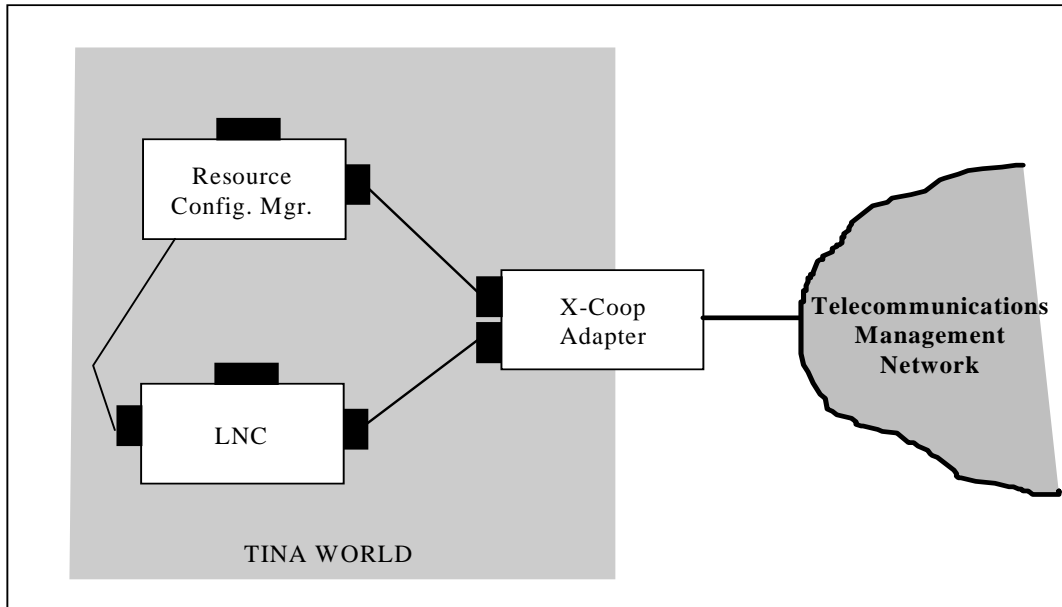 Resource
Config. Mgr.
X-Coop
Adapter
Telecommunications
Management
Network
LNC
TINA WORLD